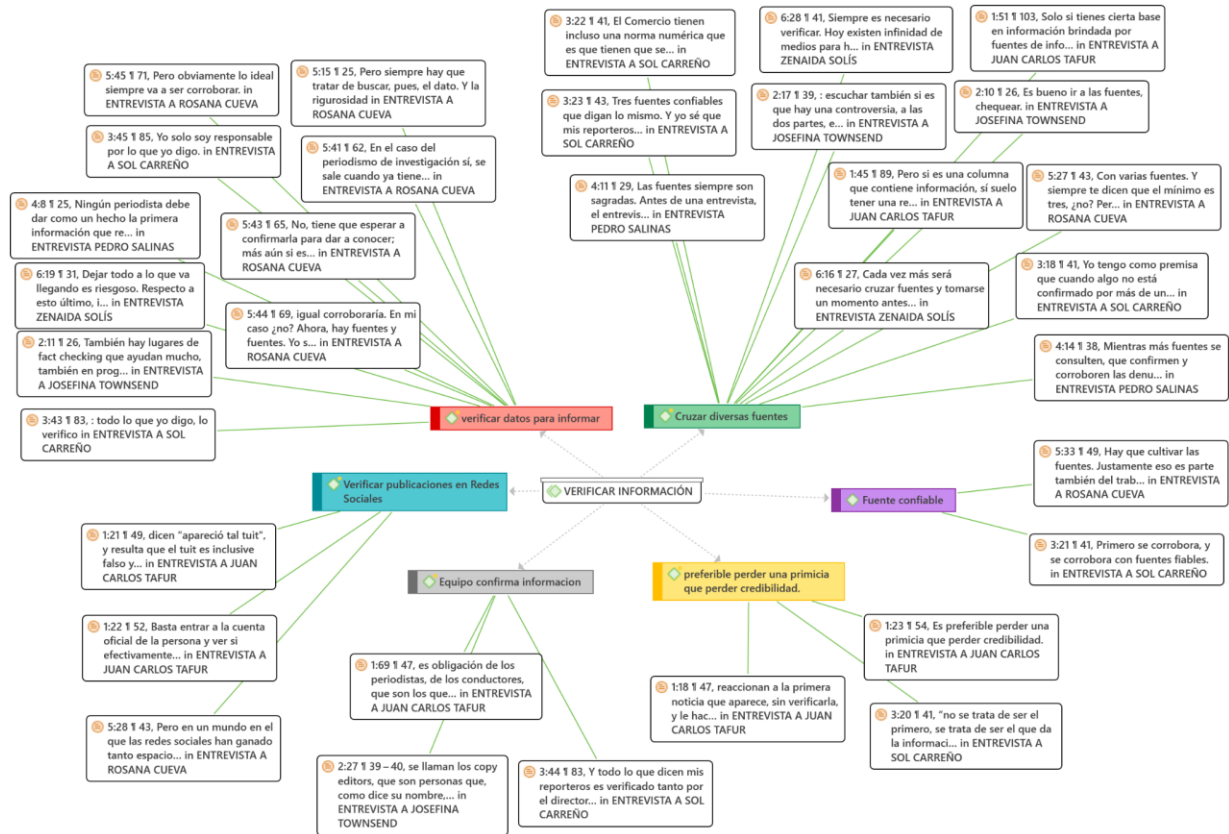 3:22 ¶ 41, El Comercio tienen
incluso una norma numérica que
es que tienen que se... in
ENTREVISTA A SOL CARREÑO
6:28 ¶ 41, Siempre es necesario
verificar. Hoy existen infinidad de
medios para h... in ENTREVISTA
ZENAIDA SOLÍS
1:51 ¶ 103, Solo si tienes cierta base
en información brindada por
fuentes de info... in ENTREVISTA A
JUAN CARLOS TAFUR
5:45 ¶ 71, Pero obviamente lo ideal
siempre va a ser corroborar. in
ENTREVISTA A ROSANA CUEVA
5:15 ¶ 25, Pero siempre hay que
tratar de buscar, pues, el dato. Y la
rigurosidad in ENTREVISTA A
ROSANA CUEVA
2:17 ¶ 39, : escuchar también si es
que hay una controversia, a las
dos partes, e... in ENTREVISTA A
JOSEFINA TOWNSEND
2:10 ¶ 26, Es bueno ir a las fuentes,
chequear. in ENTREVISTA A
JOSEFINA TOWNSEND
3:45 ¶ 85, Yo solo soy responsable
por lo que yo digo. in ENTREVISTA
A SOL CARREÑO
3:23 ¶ 43, Tres fuentes confiables
que digan lo mismo. Y yo sé que
mis reporteros... in ENTREVISTA A
SOL CARREÑO
5:41 ¶ 62, En el caso del
periodismo de investigación sí, se
sale cuando ya tiene... in
ENTREVISTA A ROSANA CUEVA
1:45 ¶ 89, Pero si es una columna
que contiene información, sí suelo
tener una re... in ENTREVISTA A
JUAN CARLOS TAFUR
5:27 ¶ 43, Con varias fuentes. Y
siempre te dicen que el mínimo es
tres, ¿no? Per... in ENTREVISTA A
ROSANA CUEVA
4:11 ¶ 29, Las fuentes siempre son
sagradas. Antes de una entrevista,
el entrevis... in ENTREVISTA
PEDRO SALINAS
4:8 ¶ 25, Ningún periodista debe
dar como un hecho la primera
información que re... in
ENTREVISTA PEDRO SALINAS
5:43 ¶ 65, No, tiene que esperar a
confirmarla para dar a conocer;
más aún si es... in ENTREVISTA A
ROSANA CUEVA
6:19 ¶ 31, Dejar todo a lo que va
llegando es riesgoso. Respecto a
esto último, i... in ENTREVISTA
ZENAIDA SOLÍS
6:16 ¶ 27, Cada vez más será
necesario cruzar fuentes y tomarse
un momento antes... in
ENTREVISTA ZENAIDA SOLÍS
3:18 ¶ 41, Yo tengo como premisa
que cuando algo no está
confirmado por más de un... in
ENTREVISTA A SOL CARREÑO
5:44 ¶ 69, igual corroboraría. En mi
caso ¿no? Ahora, hay fuentes y
fuentes. Yo s... in ENTREVISTA A
ROSANA CUEVA
2:11 ¶ 26, También hay lugares de
fact checking que ayudan mucho,
también en prog... in ENTREVISTA
A JOSEFINA TOWNSEND
4:14 ¶ 38, Mientras más fuentes se
consulten, que confirmen y
corroboren las denu... in
ENTREVISTA PEDRO SALINAS
3:43 ¶ 83, : todo lo que yo digo, lo
verifico in ENTREVISTA A SOL
CARREÑO
verificar datos para informar
Cruzar diversas fuentes
Verificar publicaciones en Redes
Sociales
VERIFICAR INFORMACIÓN
Fuente confiable
5:33 ¶ 49, Hay que cultivar las
fuentes. Justamente eso es parte
también del trab... in ENTREVISTA
A ROSANA CUEVA
3:21 ¶ 41, Primero se corrobora, y
se corrobora con fuentes fiables.
in ENTREVISTA A SOL CARREÑO
1:21 ¶ 49, dicen “apareció tal tuit”,
y resulta que el tuit es inclusive
falso y... in ENTREVISTA A JUAN
CARLOS TAFUR
Equipo confirma informacion
preferible perder una primicia
que perder credibilidad.
1:22 ¶ 52, Basta entrar a la cuenta
oficial de la persona y ver si
efectivamente... in ENTREVISTA A
JUAN CARLOS TAFUR
1:23 ¶ 54, Es preferible perder una
primicia que perder credibilidad.
in ENTREVISTA A JUAN CARLOS
TAFUR
1:69 ¶ 47, es obligación de los
periodistas, de los conductores,
que son los que... in ENTREVISTA
A JUAN CARLOS TAFUR
1:18 ¶ 47, reaccionan a la primera
noticia que aparece, sin verificarla,
y le hac... in ENTREVISTA A JUAN
CARLOS TAFUR
5:28 ¶ 43, Pero en un mundo en el
que las redes sociales han ganado
tanto espacio... in ENTREVISTA A
ROSANA CUEVA
3:20 ¶ 41, “no se trata de ser el
primero, se trata de ser el que da
la informaci... in ENTREVISTA A
SOL CARREÑO
2:27 ¶ 39 – 40, se llaman los copy
editors, que son personas que,
como dice su nombre,... in
ENTREVISTA A JOSEFINA
TOWNSEND
3:44 ¶ 83, Y todo lo que dicen mis
reporteros es verificado tanto por
el director... in ENTREVISTA A SOL
CARREÑO